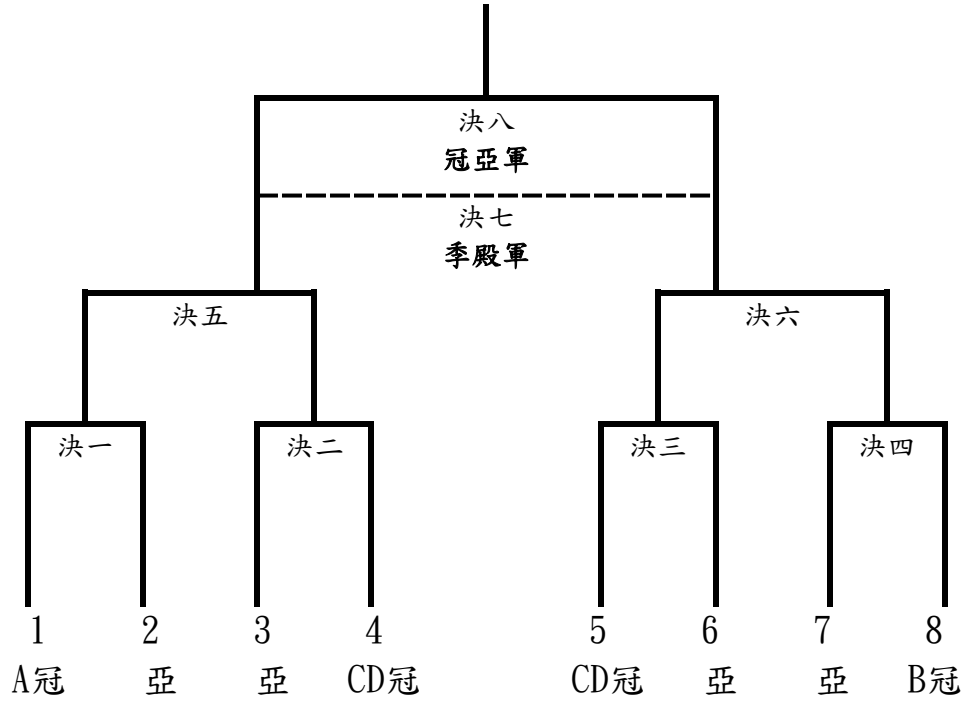 決八
冠亞軍
決七
季殿軍
決五 決六
決一 決二 決三 決四
1 2 3 4 5 6 7 8
A冠 亞 亞 CD冠 CD冠 亞 亞 B冠